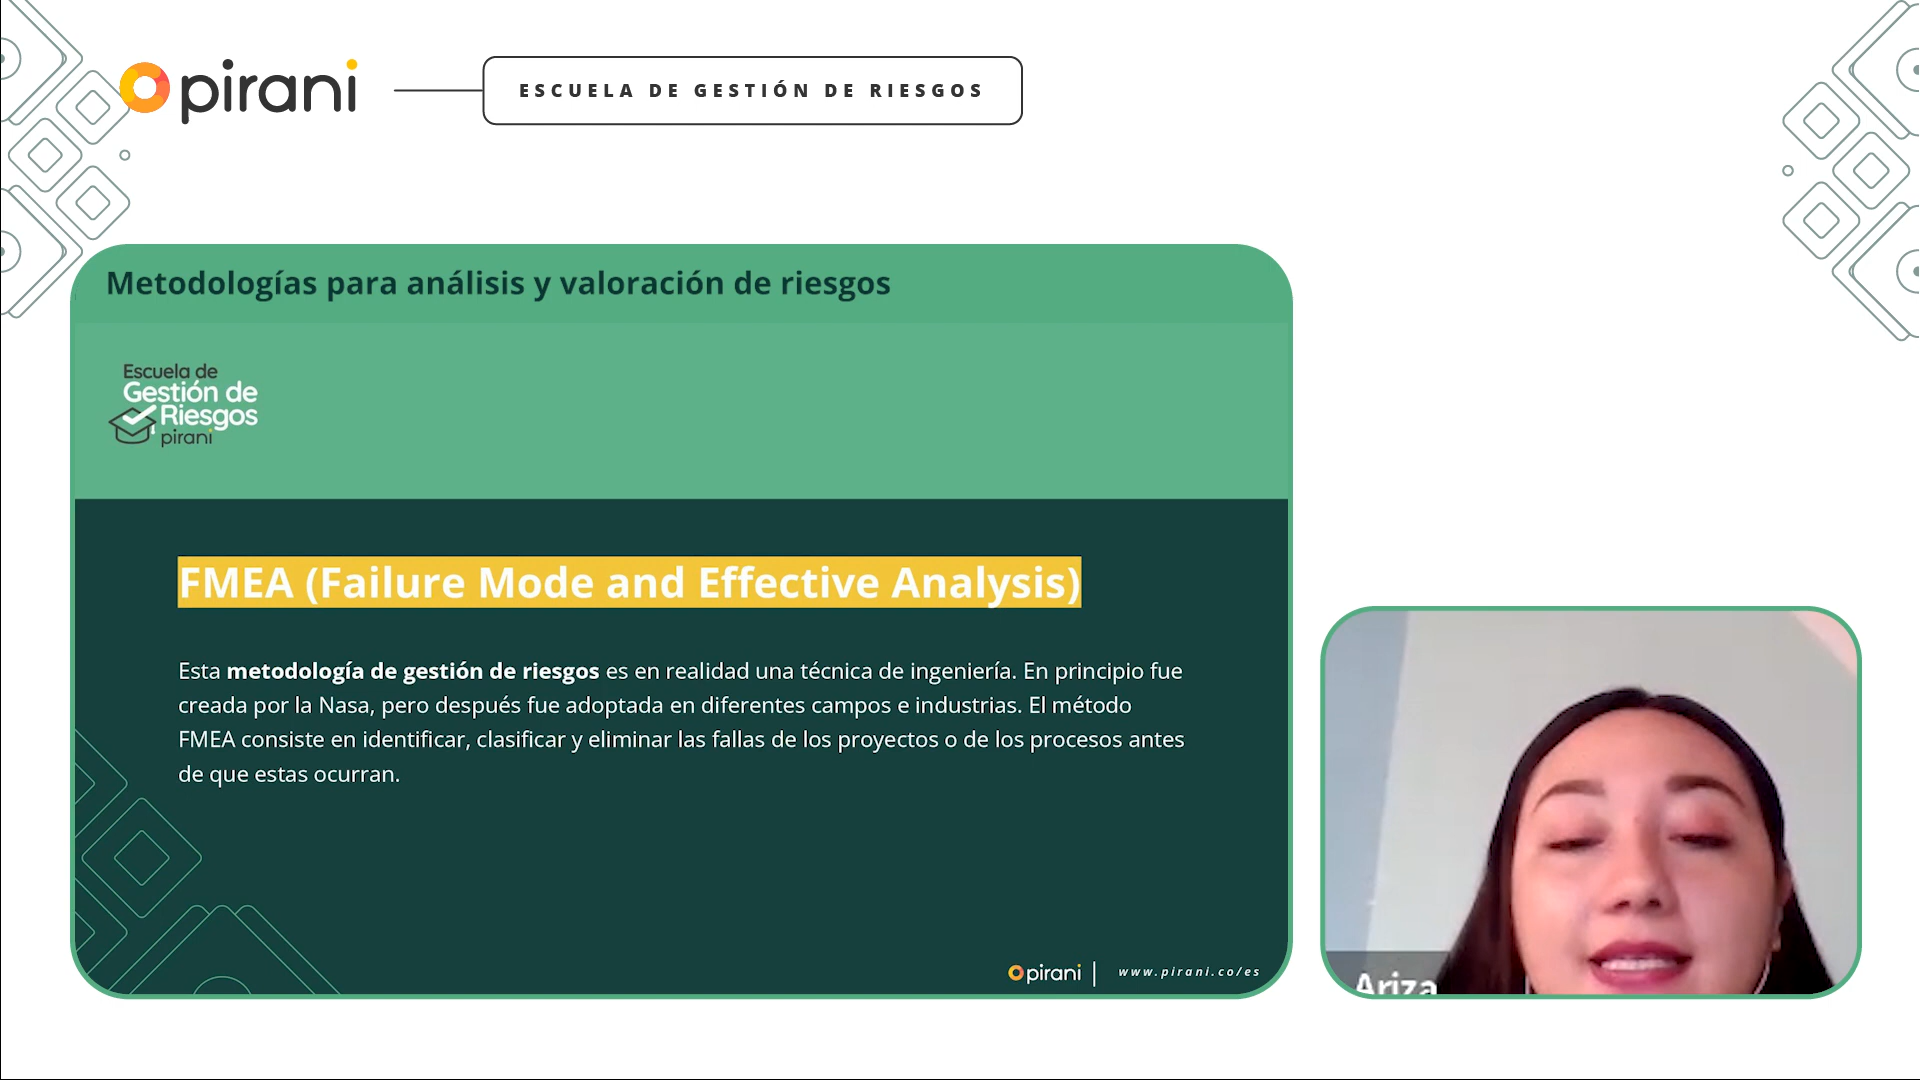 pirani
ESCUELA DE GESTIÓN DE RIESGOS
Metodologías para análisis y valoración de riesgos
Escuela de
Gestión de
Riesgos
pirani
FMEA (Failure Mode and Effective Analysis)
Esta metodología de gestión de riesgos es en realidad una técnica de ingeniería. En principio fue
creada por la Nasa, pero después fue adoptada en diferentes campos e industrias. El método
FMEA consiste en identificar, clasificar y eliminar las fallas de los proyectos o de los procesos antes
de que estas ocurran.
pirani
www.pirani.co/es
Ariza